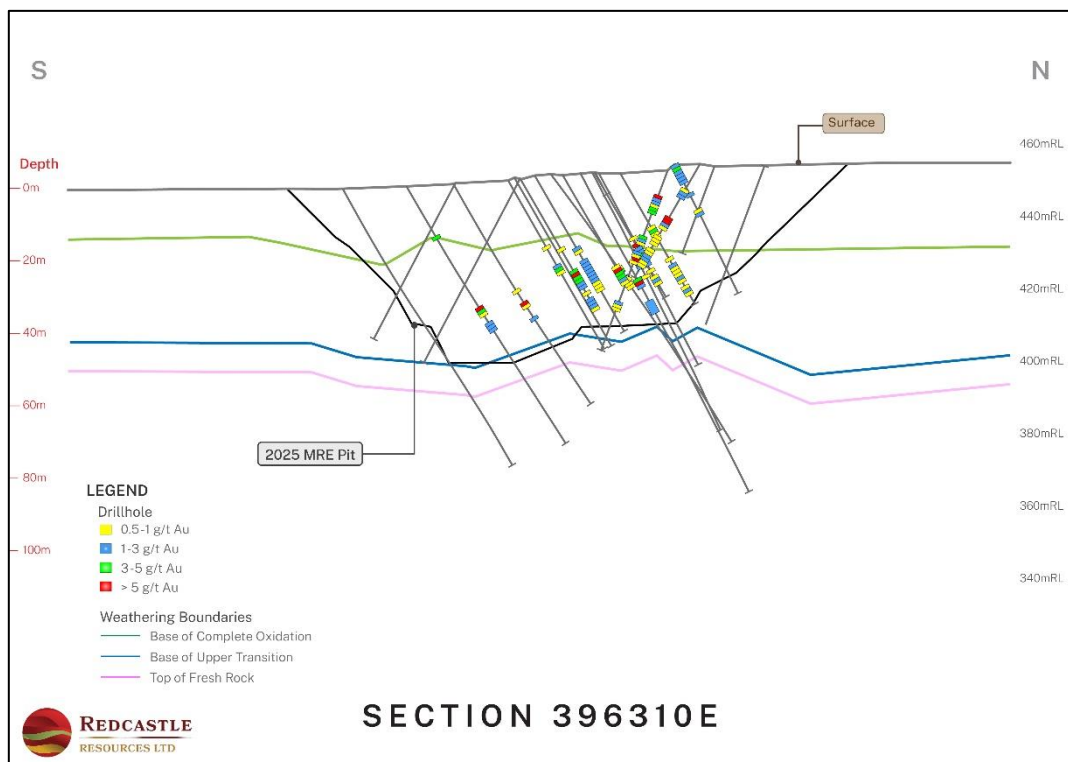 S
N
Surface
460mRL
Depth
0m
440mRL
20m
420mRL
40m
400mRL
60m
380mRL
2025 MRE Pit
80m
360mRL
LEGEND
Drillhole
0.5-1 g/t Au
1-3 g/t Au
100m
3-5 g/t Au
340mRL
> 5 g/t Au
Weathering Boundaries
Base of Complete Oxidation
Base of Upper Transition
Top of Fresh Rock
SECTION 396310E
REDCASTLE
RESOURCES LTD